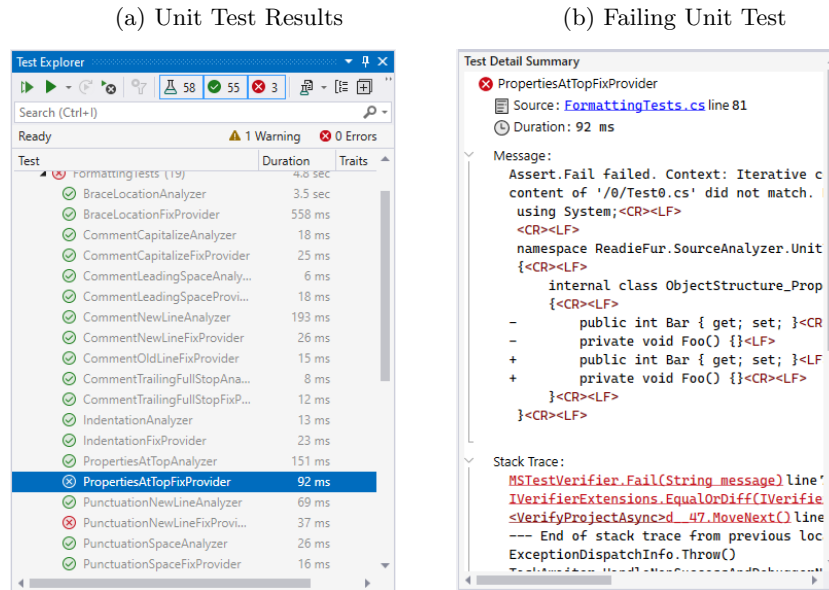 (a) Unit Test Results
Test Explorer
58 55 3
Search (Ctrl+I)
Ready 1 Warning 0 Errors
Test Duration Traits
FormattingTests (19) 4.8 sec
BraceLocationAnalyzer 3.5 sec
BraceLocationFixProvider 558 ms
CommentCapitalizeAnalyzer 18 ms
CommentCapitalizeFixProvider 25 ms
CommentLeadingSpaceAnaly... 6 ms
CommentLeadingSpaceProvi... 18 ms
CommentNewLineAnalyzer 193 ms
CommentNewLineFixProvider 26 ms
CommentOldLineFixProvider 15 ms
CommentTrailingFullStopAna... 8 ms
CommentTrailingFullStopFixP... 12 ms
IndentationAnalyzer 13 ms
IndentationFixProvider 23 ms
PropertiesAtTopAnalyzer 151 ms
PropertiesAtTopFixProvider 92 ms
PunctuationNewLineAnalyzer 69 ms
PunctuationNewLineFixProvi... 37 ms
PunctuationSpaceAnalyzer 26 ms
PunctuationSpaceFixProvider 16 ms
(b) Failing Unit Test
Test Detail Summary
PropertiesAtTopFixProvider
Source: FormattingTests.cs line 81
Duration: 92 ms
Message:
Assert.Fail failed. Context: Iterative c
content of '/0/Test0.cs' did not match.
using System;<CR><LF>
<CR><LF>
namespace ReadieFur.SourceAnalyzer.Unit
{<CR><LF>
internal class ObjectStructure_Prop
{<CR><LF>
- public int Bar { get; set; }<CR
- private void Foo() {}<LF>
+ public int Bar { get; set; }<LF
+ private void Foo() {}<CR><LF>
}<CR><LF>
}<CR><LF>
Stack Trace:
MSTestVerifier.Fail(String message) line
IVerifierExtensions.EqualOrDiff(IVerifie
<VerifyProjectAsync>d__47.MoveNext() line
--- End of stack trace from previous loc
ExceptionDispatchInfo.Throw()